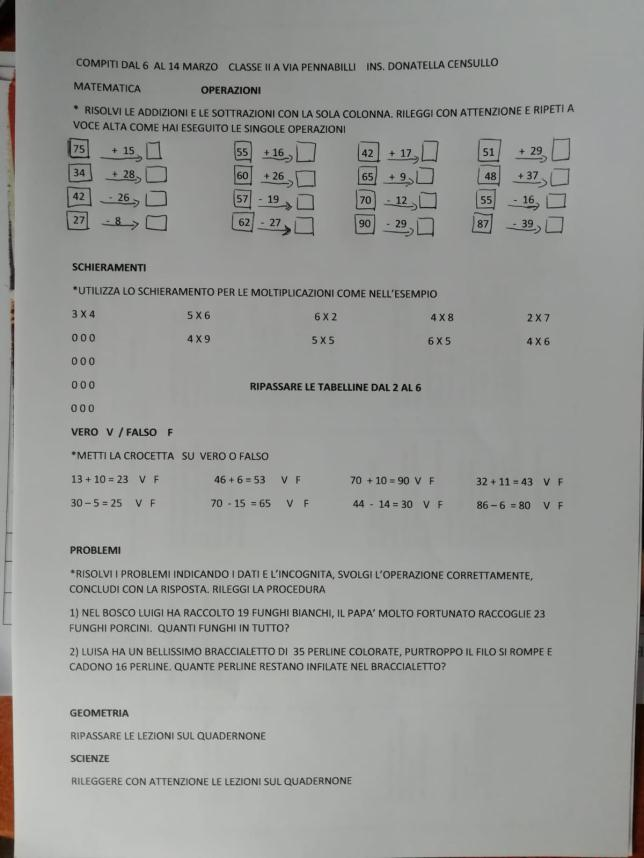 COMPITI DAL 6 AL 14 MARZO CLASSE II A VIA PENNABILLI INS. DONATELLA CENSULLO
MATEMATICA OPERAZIONI
* RISOLVI LE ADDIZIONI E LE SOTTRAZIONI CON LA SOLA COLONNA. RILEGGI CON ATTENZIONE E RIPETI A
VOCE ALTA COME HAI ESEGUITO LE SINGOLE OPERAZIONI
75 + 15 55 + 16 42 + 17 51 + 29
34 + 28 60 + 26 65 + 9 48 + 37
42 - 26 57 - 19 70 - 12 55 - 16
27 - 8 62 - 27 90 - 29 87 - 39
SCHIERAMENTI
*UTILIZZA LO SCHIERAMENTO PER LE MOLTIPLICAZIONI COME NELL'ESEMPIO
3 X 4 5 X 6 6 X 2 4 X 8 2 X 7
0 0 0 4 X 9 5 X 5 6 X 5 4 X 6
0 0 0
0 0 0 RIPASSARE LE TABELLINE DAL 2 AL 6
0 0 0
VERO V / FALSO F
*METTI LA CROCETTA SU VERO O FALSO
13 + 10 = 23 V F 46 + 6 = 53 V F 70 + 10 = 90 V F 32 + 11 = 43 V F
30 – 5 = 25 V F 70 - 15 = 65 V F 44 - 14 = 30 V F 86 – 6 = 80 V F
PROBLEMI
*RISOLVI I PROBLEMI INDICANDO I DATI E L'INCOGNITA, SVOLGI L'OPERAZIONE CORRETTAMENTE,
CONCLUDI CON LA RISPOSTA. RILEGGI LA PROCEDURA
1) NEL BOSCO LUIGI HA RACCOLTO 19 FUNGHI BIANCHI, IL PAPA' MOLTO FORTUNATO RACCOGLIE 23
FUNGHI PORCINI. QUANTI FUNGHI IN TUTTO?
2) LUISA HA UN BELLISSIMO BRACCIALETTO DI 35 PERLINE COLORATE, PURTROPPO IL FILO SI ROMPE E
CADONO 16 PERLINE. QUANTE PERLINE RESTANO INFILATE NEL BRACCIALETTO?
GEOMETRIA
RIPASSARE LE LEZIONI SUL QUADERNONE
SCIENZE
RILEGGERE CON ATTENZIONE LE LEZIONI SUL QUADERNONE